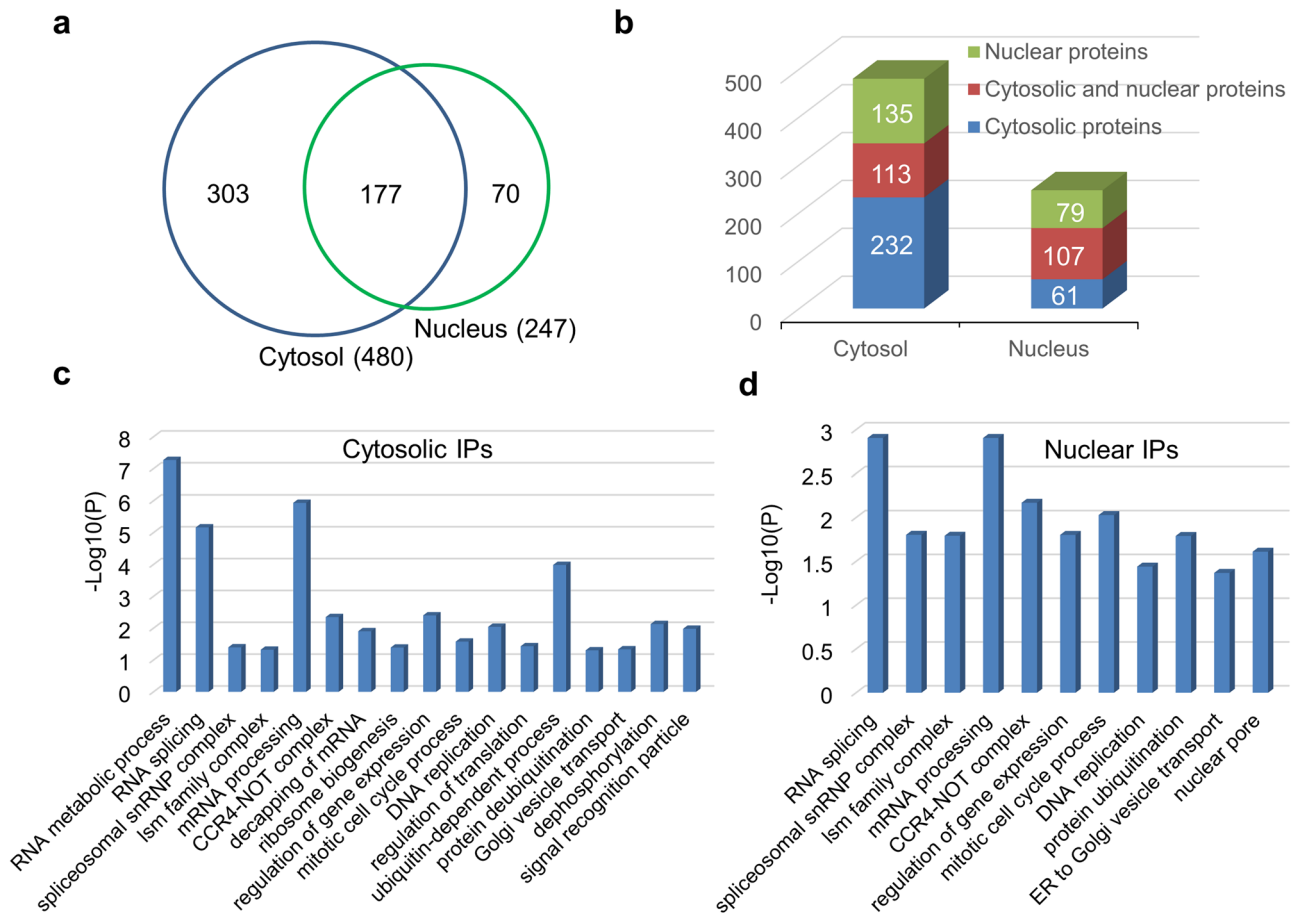 a
303
177
70
Nucleus (247)
Cytosol (480)
b
Nuclear proteins
Cytosolic and nuclear proteins
Cytosolic proteins
500
400
300
200
100
0
135
113
232
79
107
61
Cytosol
Nucleus
c
Cytosolic IPs
-Log10(P)
8
7
6
5
4
3
2
1
0
RNA metabolic process
RNA splicing
spliceosomal snRNP complex
lsm family complex
mRNA processing
CCR4-NOT complex
decapping of mRNA
ribosome biogenesis
regulation of gene expression
mitotic cell cycle process
DNA replication
regulation of translation
ubiquitin-dependent process
protein deubiquitination
Golgi vesicle transport
dephosphorylation
signal recognition particle
d
Nuclear IPs
-Log10(P)
3
2.5
2
1.5
1
0.5
0
RNA splicing
spliceosomal snRNP complex
lsm family complex
mRNA processing
CCR4-NOT complex
regulation of gene expression
mitotic cell cycle process
DNA replication
protein ubiquitination
ER to Golgi vesicle transport
nuclear pore